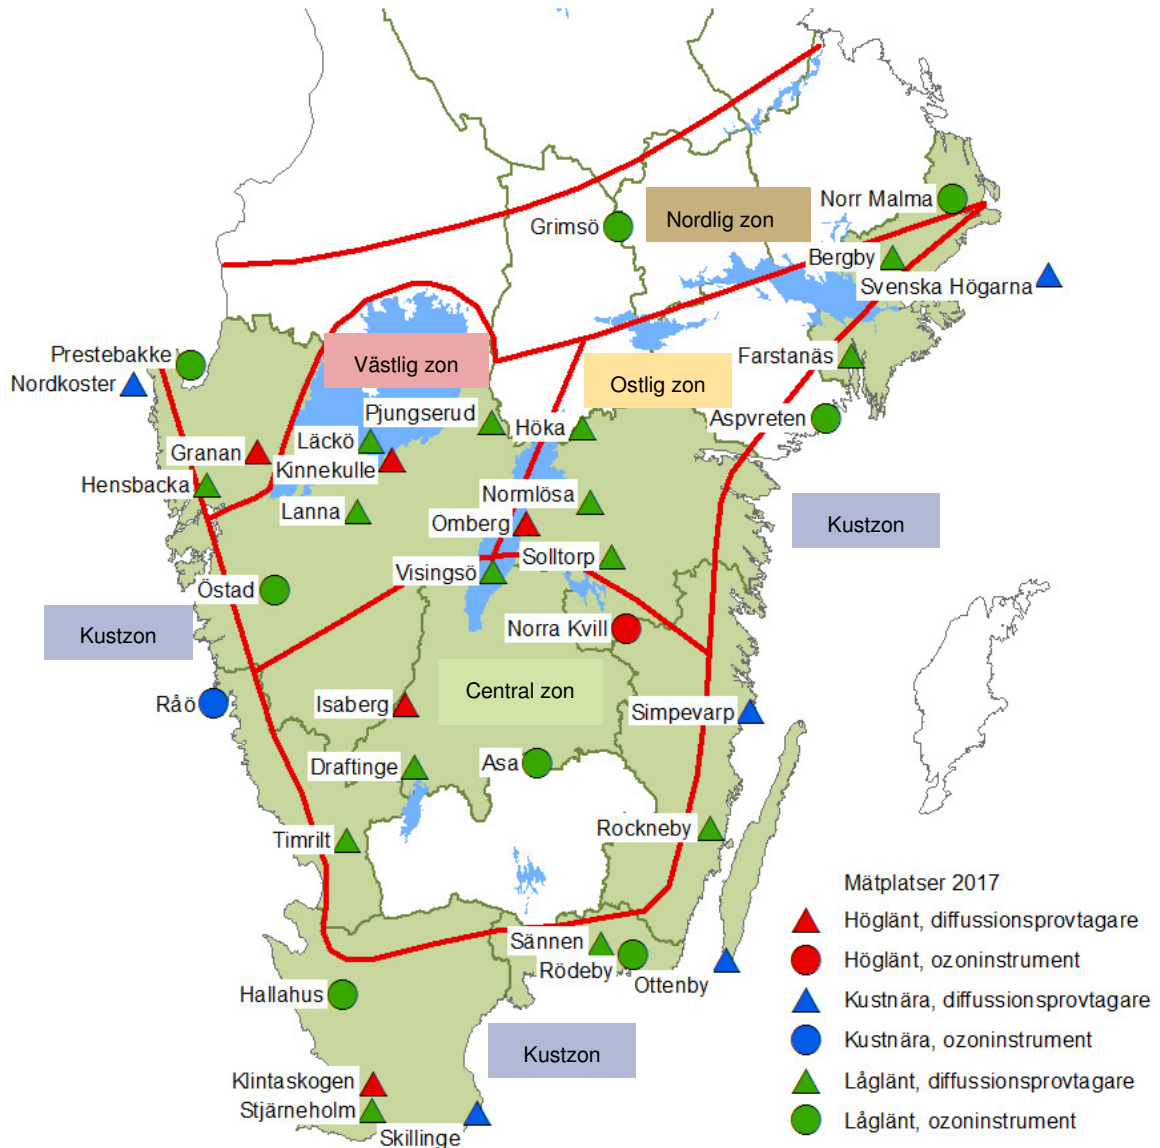 Norr Malma
Grimsö
Nordlig zon
Bergby
Svenska Högarna
Prestebakke
Nordkoster
Västlig zon
Farstanäs
Ostlig zon
Pjungserud
Aspvreten
Höka
Läckö
Granan
Kinnekulle
Hensbacka
Normlösa
Lanna
Omberg
Kustzon
Solltorp
Visingsö
Östad
Norra Kvill
Kustzon
Central zon
Råö
Isaberg
Simpevarp
Draftinge
Asa
Rockneby
Timrilt
Mätplatser 2017
Höglänt, diffussionsprovtagare
Höglänt, ozoninstrument
Kustnära, diffussionsprovtagare
Kustnära, ozoninstrument
Låglänt, diffussionsprovtagare
Låglänt, ozoninstrument
Sännen
Rödeby
Ottenby
Hallahus
Kustzon
Klintaskogen
Stjärneholm
Skillinge